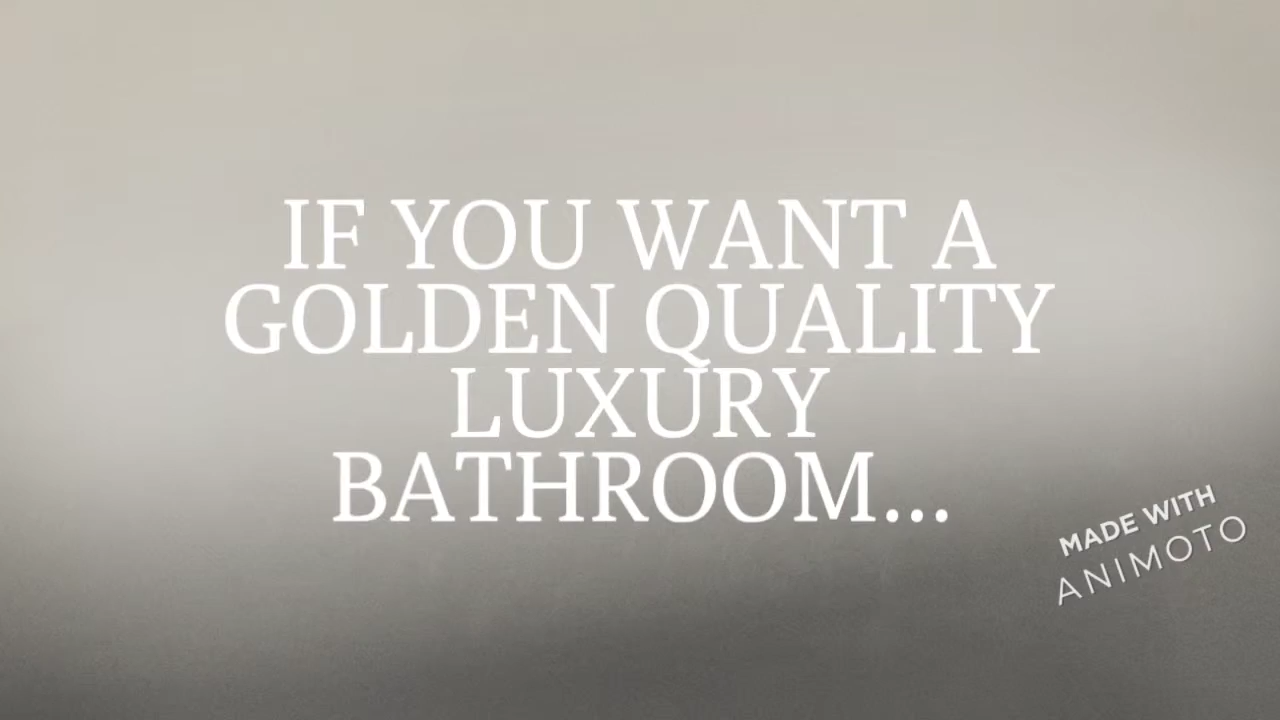 IF YOU WANT A
GOLDEN QUALITY
LUXURY
BATHROOM...
MADE WITH
ANIMOTO